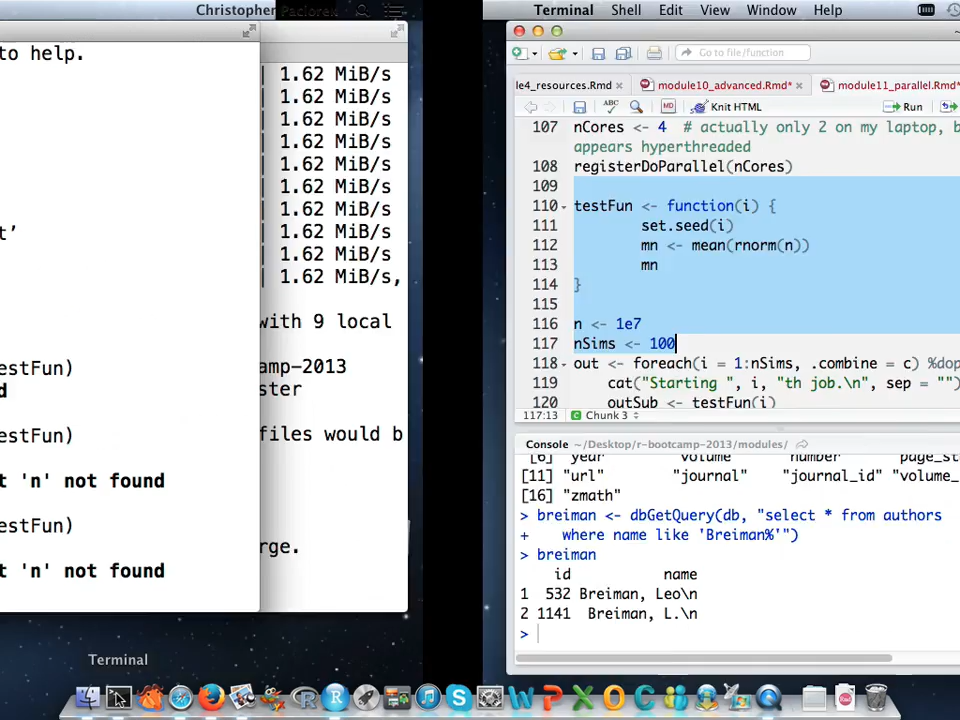 Christopher Paciorek
to help.
t’
estFun)
d
estFun)
t 'n' not found
estFun)
t 'n' not found
| 1.62 MiB/s
| 1.62 MiB/s
| 1.62 MiB/s
| 1.62 MiB/s
| 1.62 MiB/s
| 1.62 MiB/s
| 1.62 MiB/s
| 1.62 MiB/s
| 1.62 MiB/s
| 1.62 MiB/s,
with 9 local
amp-2013
ster
files would b
rge.
Terminal
Terminal Shell Edit View Window Help
Go to file/function
le4_resources.Rmd
module10_advanced.Rmd*
module11_parallel.Rmd*
ABC
MD
Knit HTML
Run
107 nCores <- 4 # actually only 2 on my laptop, b
appears hyperthreaded
108 registerDoParallel(nCores)
109
110 testFun <- function(i) {
111 set.seed(i)
112 mn <- mean(rnorm(n))
113 mn
114 }
115
116 n <- 1e7
117 nSims <- 100
118 out <- foreach(i = 1:nSims, .combine = c) %dop
119 cat("Starting ", i, "th job.\n", sep = "")
120 outSub <- testFun(i)
117:13 Chunk 3
Console ~/Desktop/r-bootcamp-2013/modules/
[6] "year" "volume" "number" "page_st
[11] "url" "journal" "journal_id" "volume_
[16] "zmath"
> breiman <- dbGetQuery(db, "select * from authors
+ where name like 'Breiman%'")
> breiman
id name
1 532 Breiman, Leo\n
2 1141 Breiman, L.\n
>